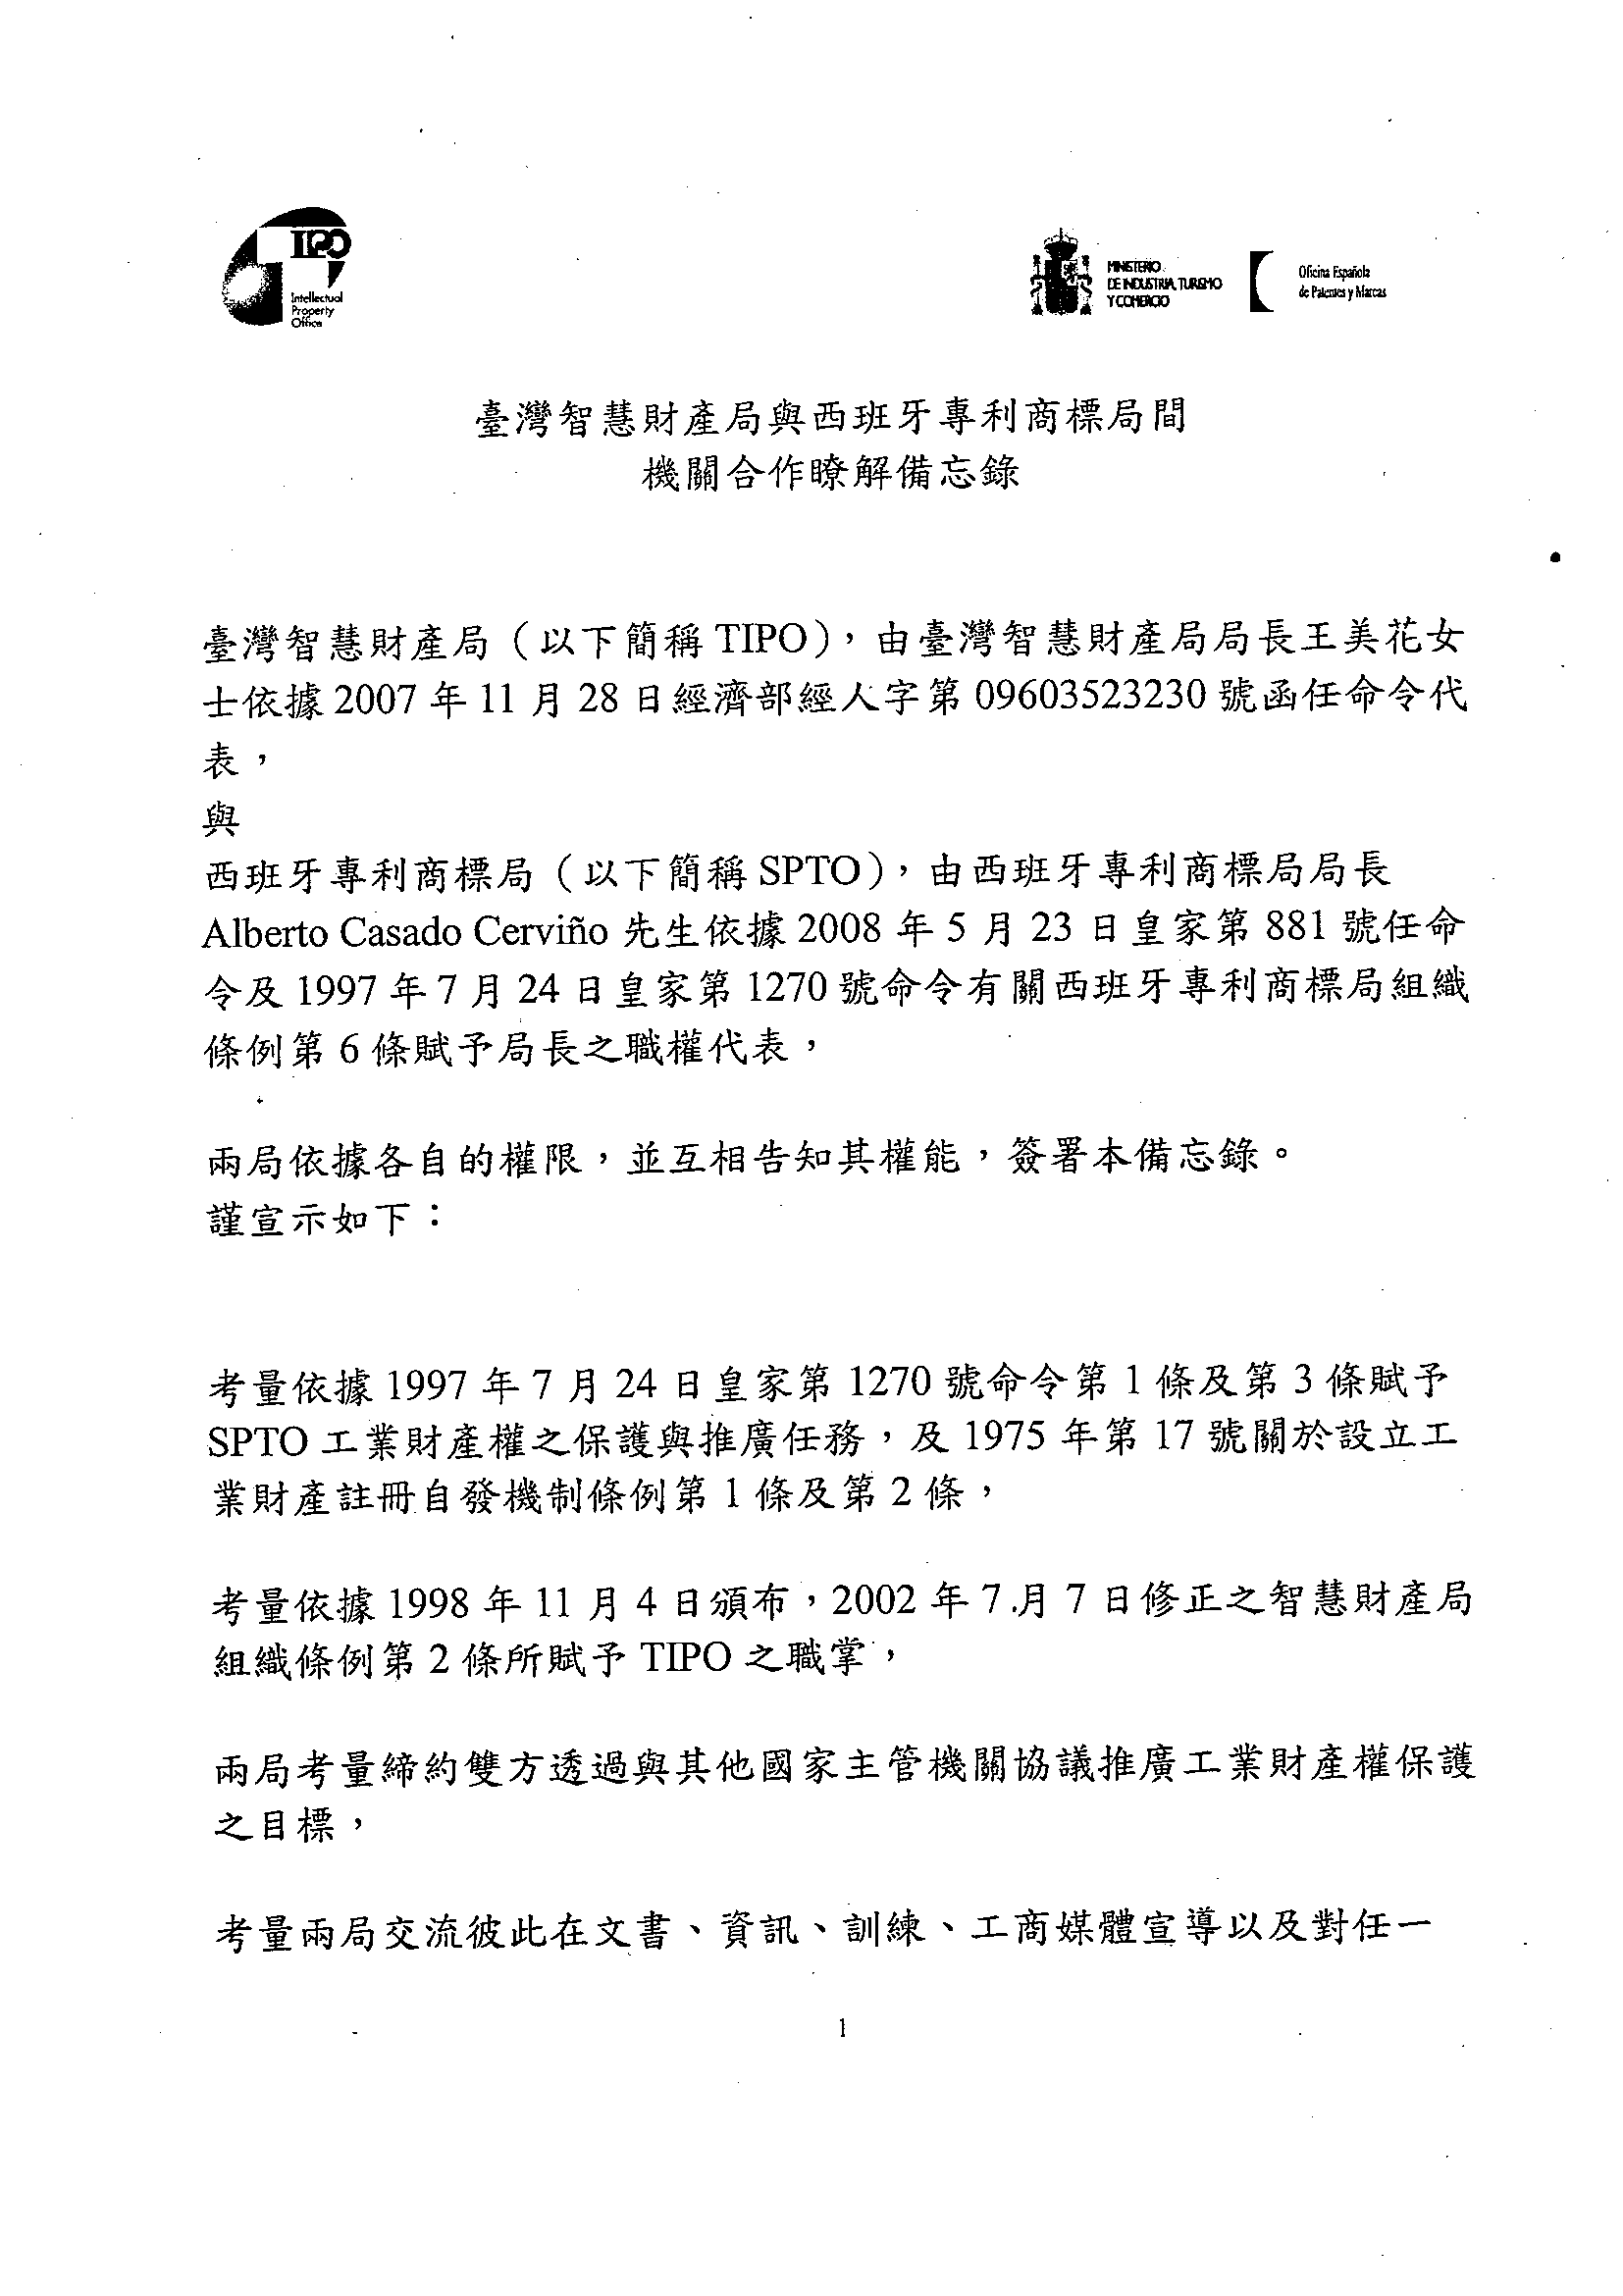 TIPO
Intellectual
Property
Office
MINISTERIO
DE INDUSTRIA, TURISMO
Y COMERCIO
Oficina Española
de Patentes y Marcas
臺灣智慧財產局與西班牙專利商標局間
機關合作瞭解備忘錄
臺灣智慧財產局（以下簡稱 TIPO），由臺灣智慧財產局局長王美花女
士依據 2007 年 11 月 28 日經濟部經人字第 09603523230 號函任命令代
表，
與
西班牙專利商標局（以下簡稱 SPTO），由西班牙專利商標局局長
Alberto Casado Cerviño 先生依據 2008 年 5 月 23 日皇家第 881 號任命
令及 1997 年 7 月 24 日皇家第 1270 號命令有關西班牙專利商標局組織
條例第 6 條賦予局長之職權代表，
兩局依據各自的權限，並互相告知其權能，簽署本備忘錄。
謹宣示如下：
考量依據 1997 年 7 月 24 日皇家第 1270 號命令第 1 條及第 3 條賦予
SPTO 工業財產權之保護與推廣任務，及 1975 年第 17 號關於設立工
業財產註冊自發機制條例第 1 條及第 2 條，
考量依據 1998 年 11 月 4 日頒布，2002 年 7 月 7 日修正之智慧財產局
組織條例第 2 條所賦予 TIPO 之職掌，
兩局考量締約雙方透過與其他國家主管機關協議推廣工業財產權保護
之目標，
考量兩局交流彼此在文書、資訊、訓練、工商媒體宣導以及對任一
1